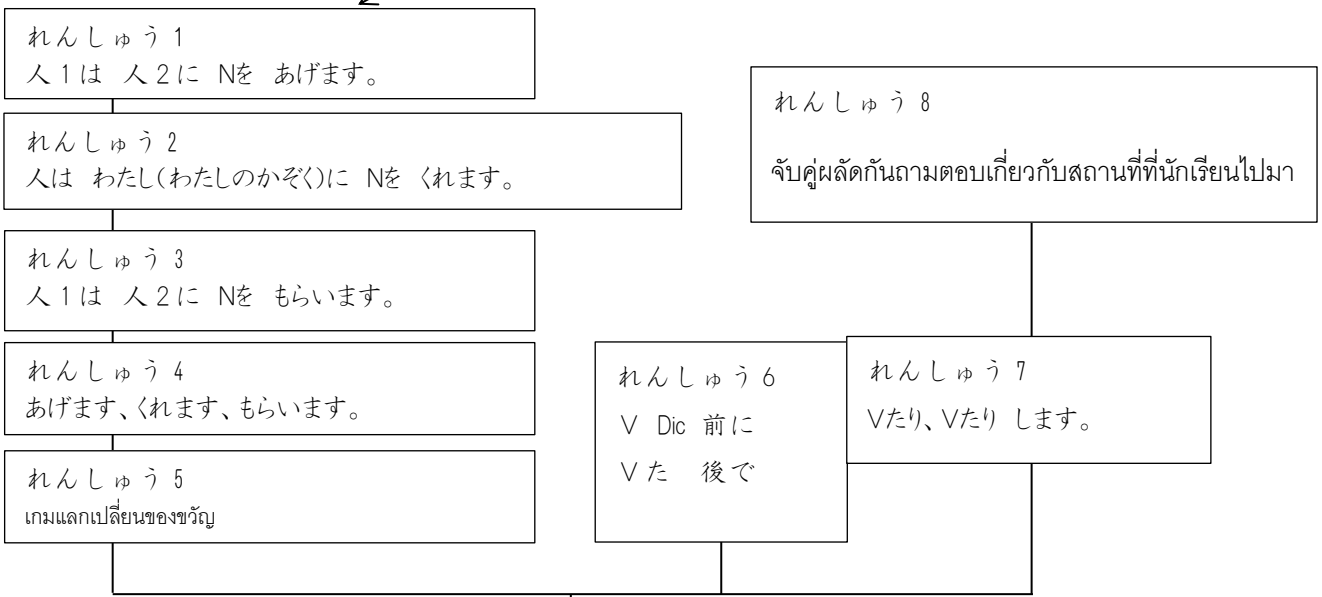 れんしゅう1
人1は 人2に Nを あげます。
れんしゅう2
人は わたし(わたしのかぞく)に Nを くれます。
れんしゅう3
人1は 人2に Nを もらいます。
れんしゅう4
あげます、くれます、もらいます。
れんしゅう5
เกมแลกเปลี่ยนของขวัญ
れんしゅう6
V Dic 前に
Vた 後で
れんしゅう7
Vたり、Vたり します。
れんしゅう8
จับคู่ผลัดกันถามตอบเกี่ยวกับสถานที่ที่นักเรียนไปมา